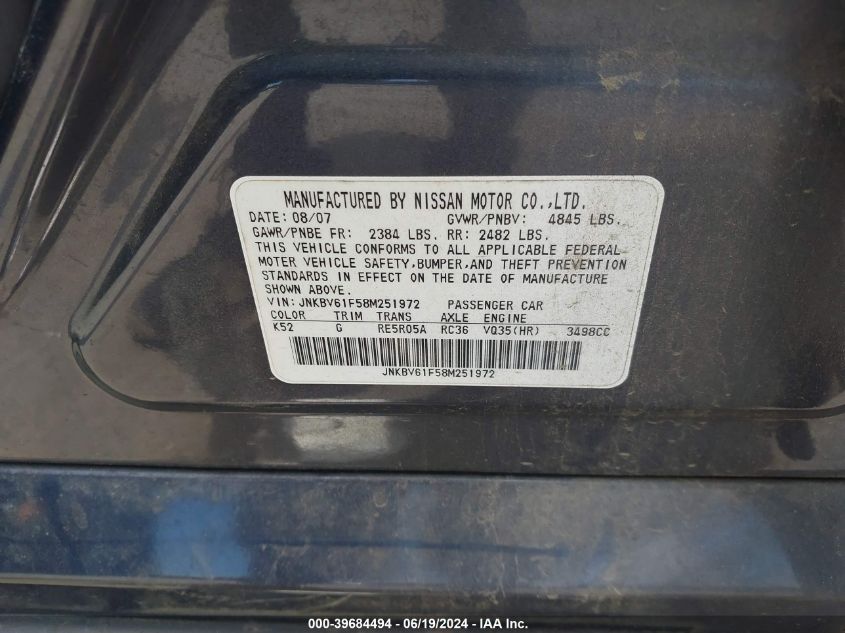 MANUFACTURED BY NISSAN MOTOR CO.,LTD.
DATE: 08/07 GVWR/PNBV: 4845 LBS.
GAWR/PNBE FR: 2384 LBS. RR: 2482 LBS.
THIS VEHICLE CONFORMS TO ALL APPLICABLE FEDERAL
MOTER VEHICLE SAFETY,BUMPER,AND THEFT PREVENTION
STANDARDS IN EFFECT ON THE DATE OF MANUFACTURE
SHOWN ABOVE.
VIN: JNKBV61F58M251972 PASSENGER CAR
COLOR TRIM TRANS AXLE ENGINE
K52 G RE5R05A RC36 VQ35(HR) 3498CC
JNKBV61F58M251972
000-39684494 - 06/19/2024 - IAA Inc.